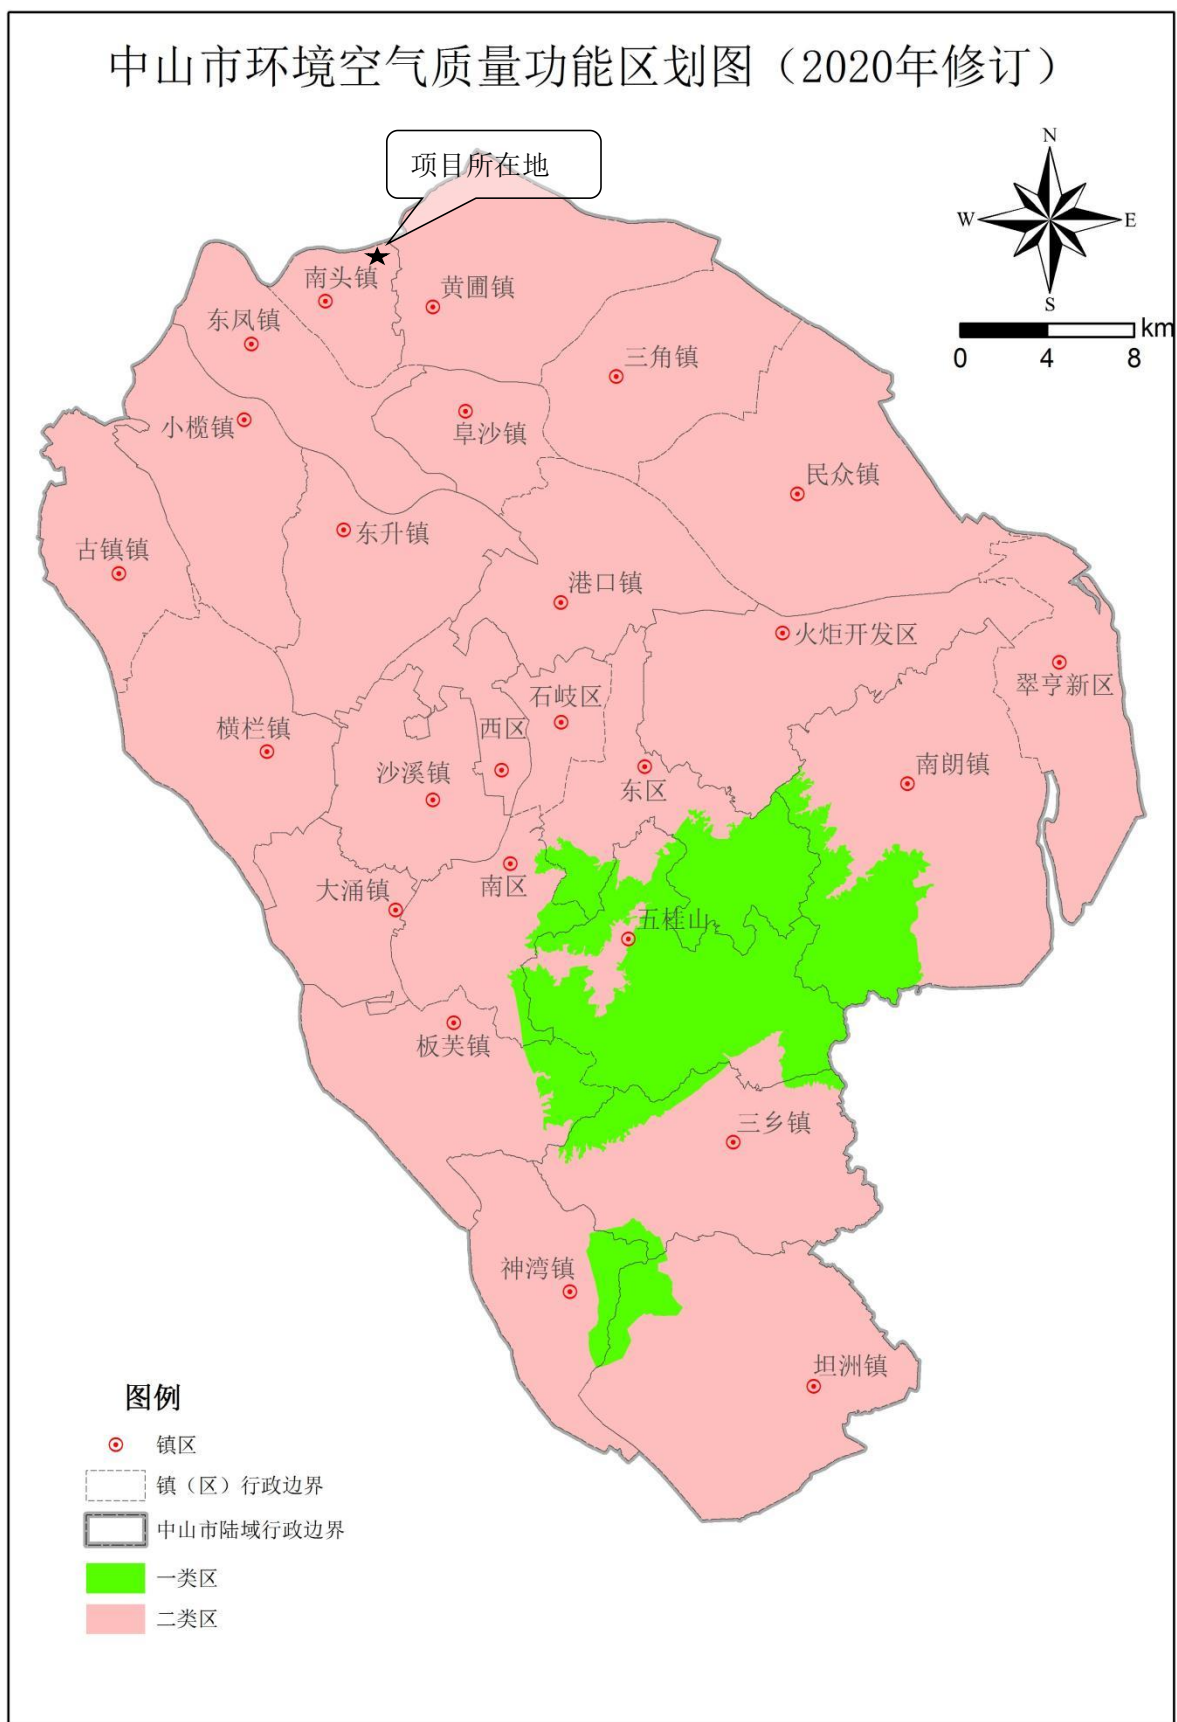 中山市环境空气质量功能区划图（2020年修订）
项目所在地
N
W
E
S
km
0 4 8
南头镇
黄圃镇
东凤镇
三角镇
小榄镇
阜沙镇
民众镇
东升镇
古镇镇
港口镇
火炬开发区
翠亨新区
石岐区
横栏镇
西区
沙溪镇
东区
南朗镇
南区
大涌镇
五桂山
板芙镇
三乡镇
神湾镇
坦洲镇
图例
镇区
镇（区）行政边界
中山市陆域行政边界
一类区
二类区